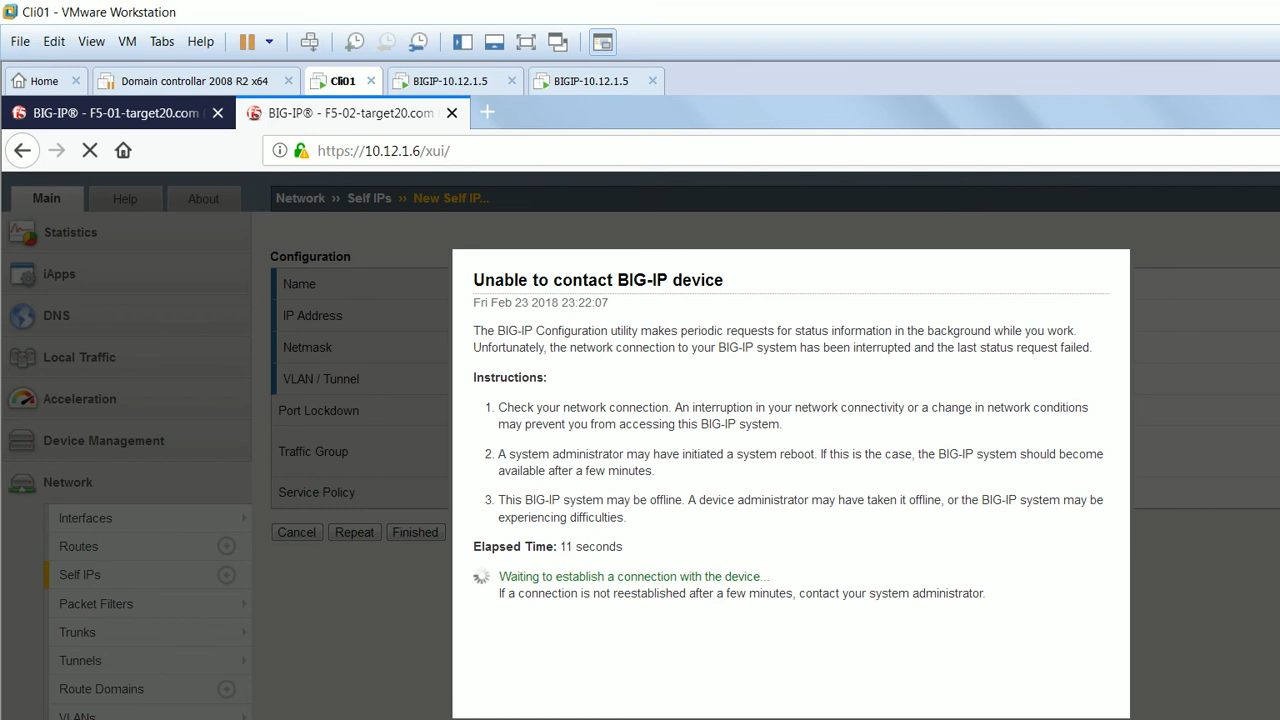 Cli01 - VMware Workstation
File Edit View VM Tabs Help
Home Domain controllar 2008 R2 x64 Cli01 BIGIP-10.12.1.5 BIGIP-10.12.1.5
BIG-IP® - F5-01-target20.com BIG-IP® - F5-02-target20.com
https://10.12.1.6/xui/
Main Help About
Network ›› Self IPs ›› New Self IP...
Statistics
iApps
DNS
Local Traffic
Acceleration
Device Management
Network
Interfaces
Routes
Self IPs
Packet Filters
Trunks
Tunnels
Route Domains
VLANs
Configuration
Name
IP Address
Netmask
VLAN / Tunnel
Port Lockdown
Traffic Group
Service Policy
Cancel Repeat Finished
Unable to contact BIG-IP device
Fri Feb 23 2018 23:22:07
The BIG-IP Configuration utility makes periodic requests for status information in the background while you work.
Unfortunately, the network connection to your BIG-IP system has been interrupted and the last status request failed.
Instructions:
1. Check your network connection. An interruption in your network connectivity or a change in network conditions
may prevent you from accessing this BIG-IP system.
2. A system administrator may have initiated a system reboot. If this is the case, the BIG-IP system should become
available after a few minutes.
3. This BIG-IP system may be offline. A device administrator may have taken it offline, or the BIG-IP system may be
experiencing difficulties.
Elapsed Time: 11 seconds
Waiting to establish a connection with the device...
If a connection is not reestablished after a few minutes, contact your system administrator.